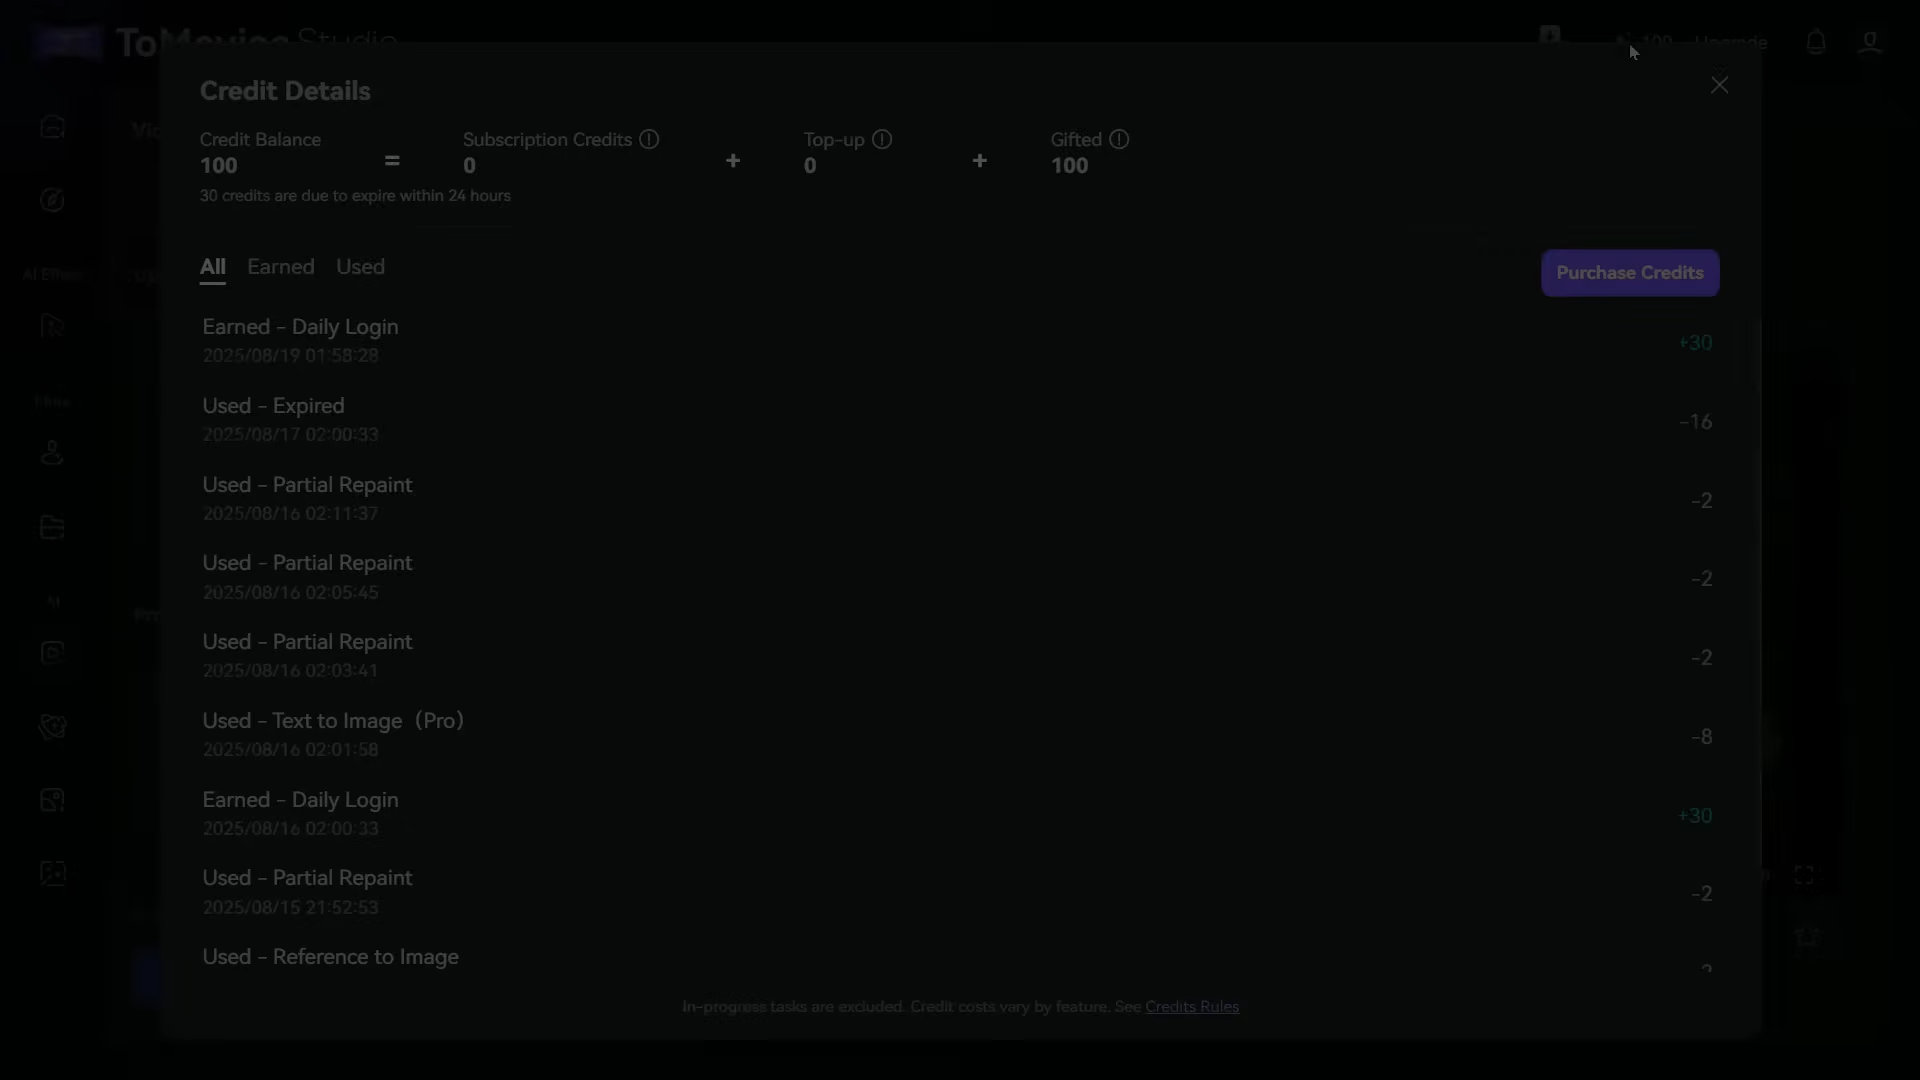 Studio
100 Upgrade
Credit Details
Credit Balance
100
=
Subscription Credits
0
+
Top-up
0
+
Gifted
100
30 credits are due to expire within 24 hours
All Earned Used
Purchase Credits
Earned - Daily Login
2025/08/19 01:58:28
+30
Used - Expired
2025/08/17 02:00:33
-16
Used - Partial Repaint
2025/08/16 02:11:37
-2
Used - Partial Repaint
2025/08/16 02:05:45
-2
Used - Partial Repaint
2025/08/16 02:03:41
-2
Used - Text to Image（Pro）
2025/08/16 02:01:58
-8
Earned - Daily Login
2025/08/16 02:00:33
+30
Used - Partial Repaint
2025/08/15 21:52:53
-2
Used - Reference to Image
In-progress tasks are excluded. Credit costs vary by feature. See Credits Rules